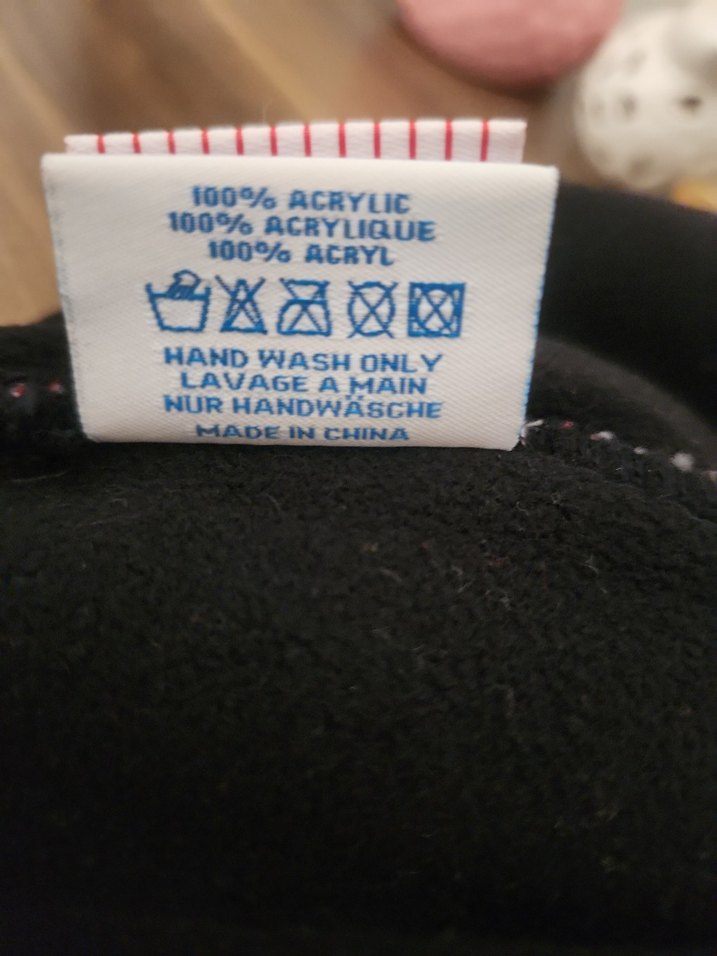 100% ACRYLIC
100% ACRYLIQUE
100% ACRYL
HAND WASH ONLY
LAVAGE A MAIN
NUR HANDWÄSCHE
MADE IN CHINA